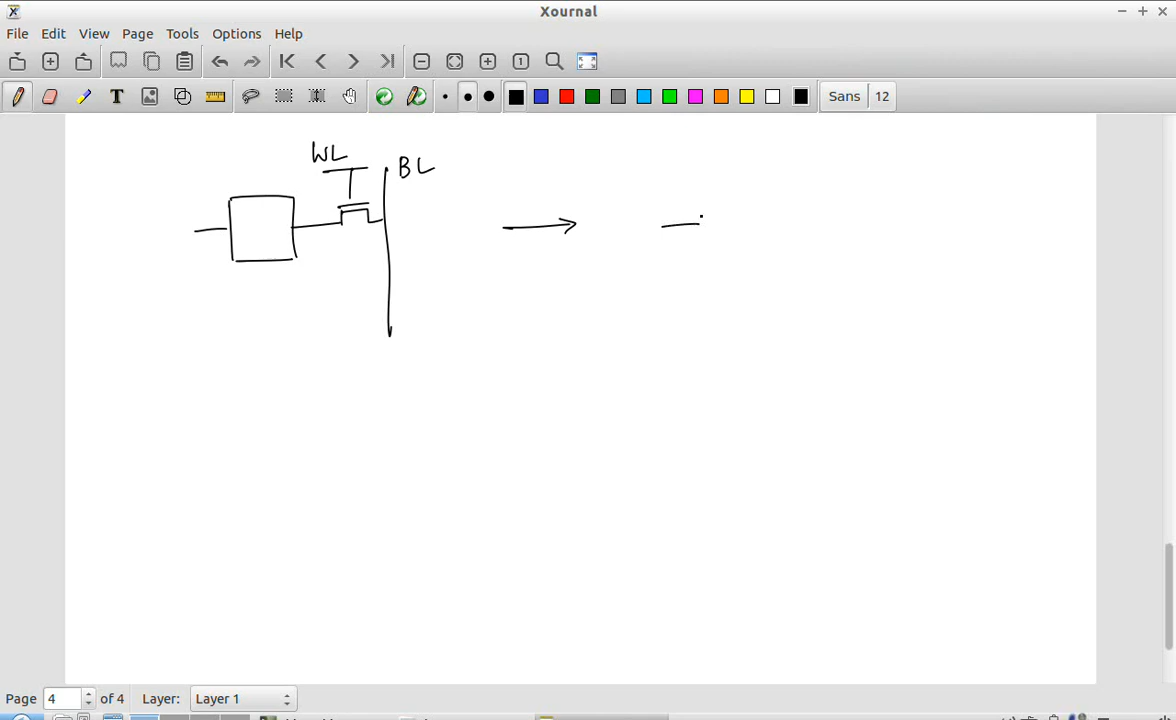 Xournal
File Edit View Page Tools Options Help
Sans 12
WL
BL
Page 4 of 4 Layer: Layer 1